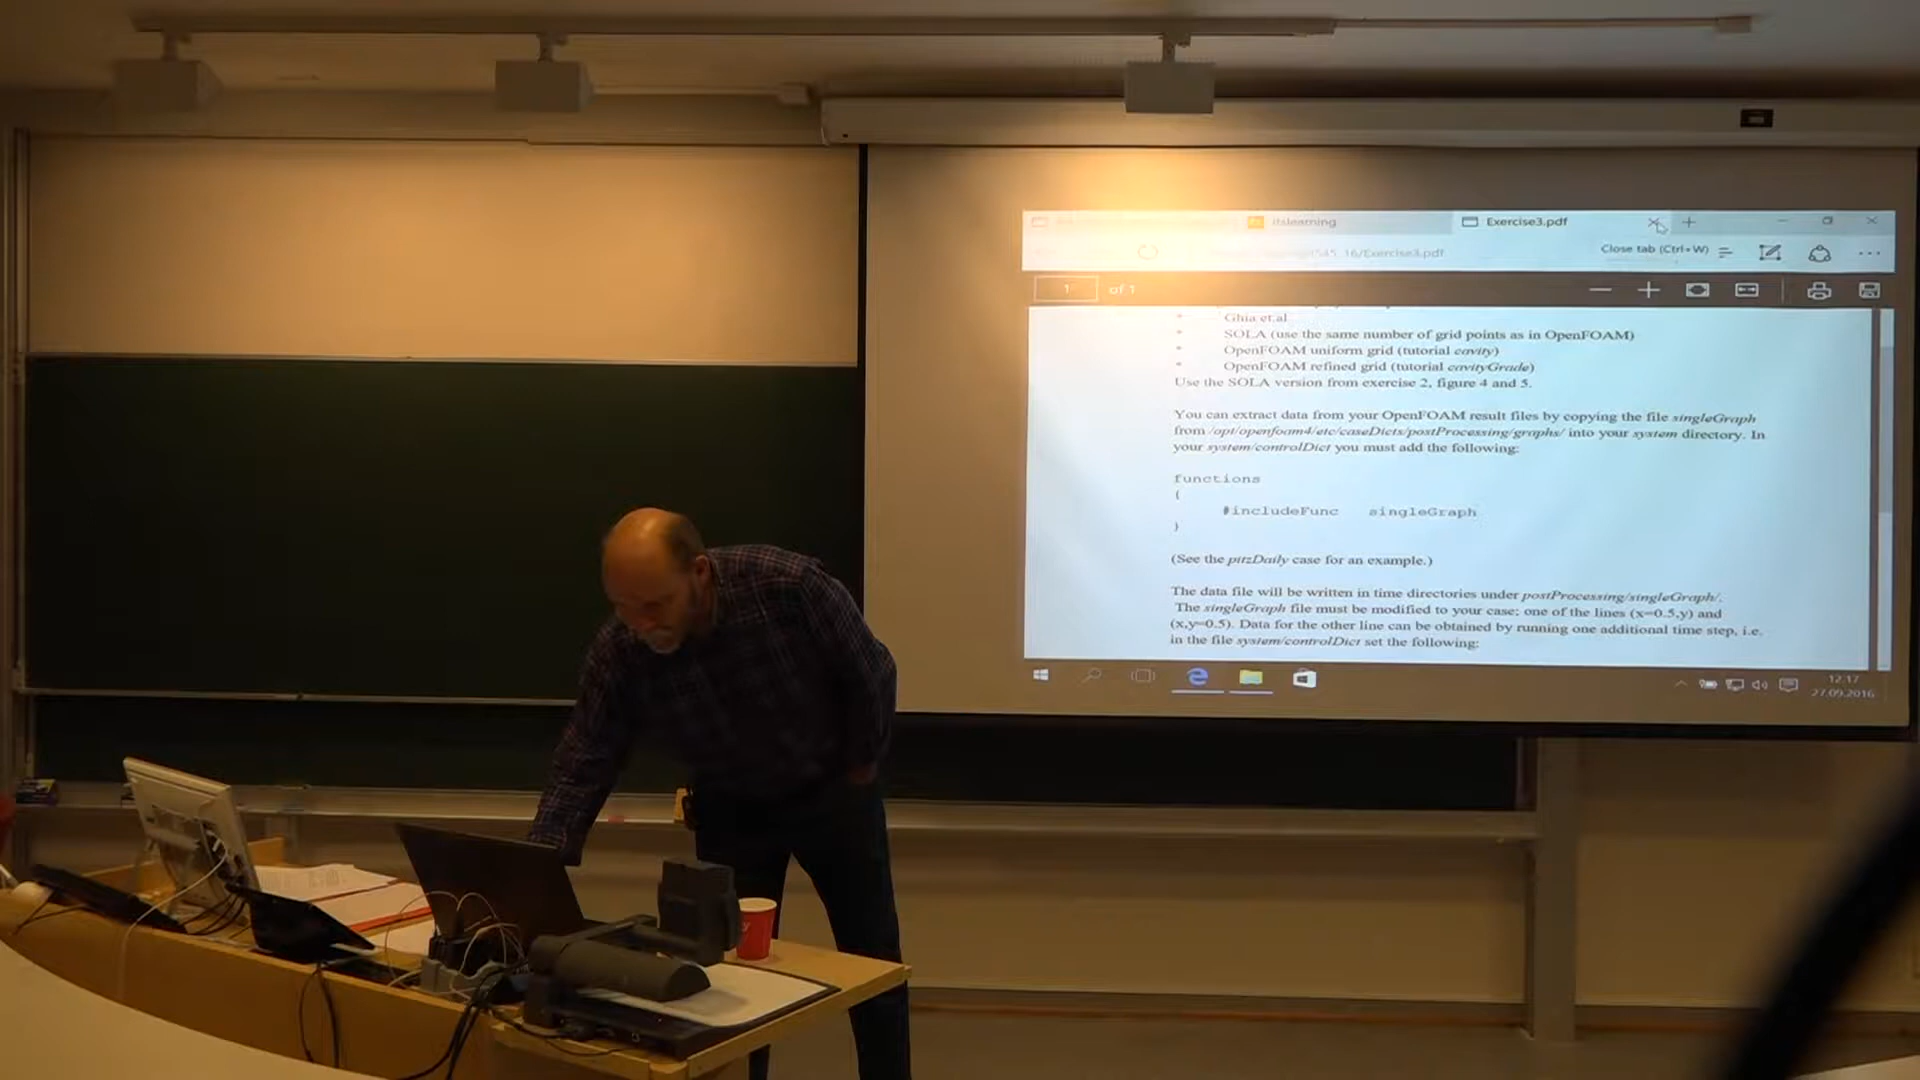 itslearning
Exercise3.pdf
545_16/Exercise3.pdf
Close tab (Ctrl+W)
1 of 1
Ghia et.al
SOLA (use the same number of grid points as in OpenFOAM)
OpenFOAM uniform grid (tutorial cavity)
OpenFOAM refined grid (tutorial cavityGrade)
Use the SOLA version from exercise 2, figure 4 and 5.
You can extract data from your OpenFOAM result files by copying the file singleGraph
from /opt/openfoam4/etc/caseDicts/postProcessing/graphs/ into your system directory. In
your system/controlDict you must add the following:
functions
{
#includeFunc singleGraph
}
(See the pitzDaily case for an example.)
The data file will be written in time directories under postProcessing/singleGraph/.
The singleGraph file must be modified to your case; one of the lines (x=0.5,y) and
(x,y=0.5). Data for the other line can be obtained by running one additional time step, i.e.
in the file system/controlDict set the following:
12.17
27.09.2016